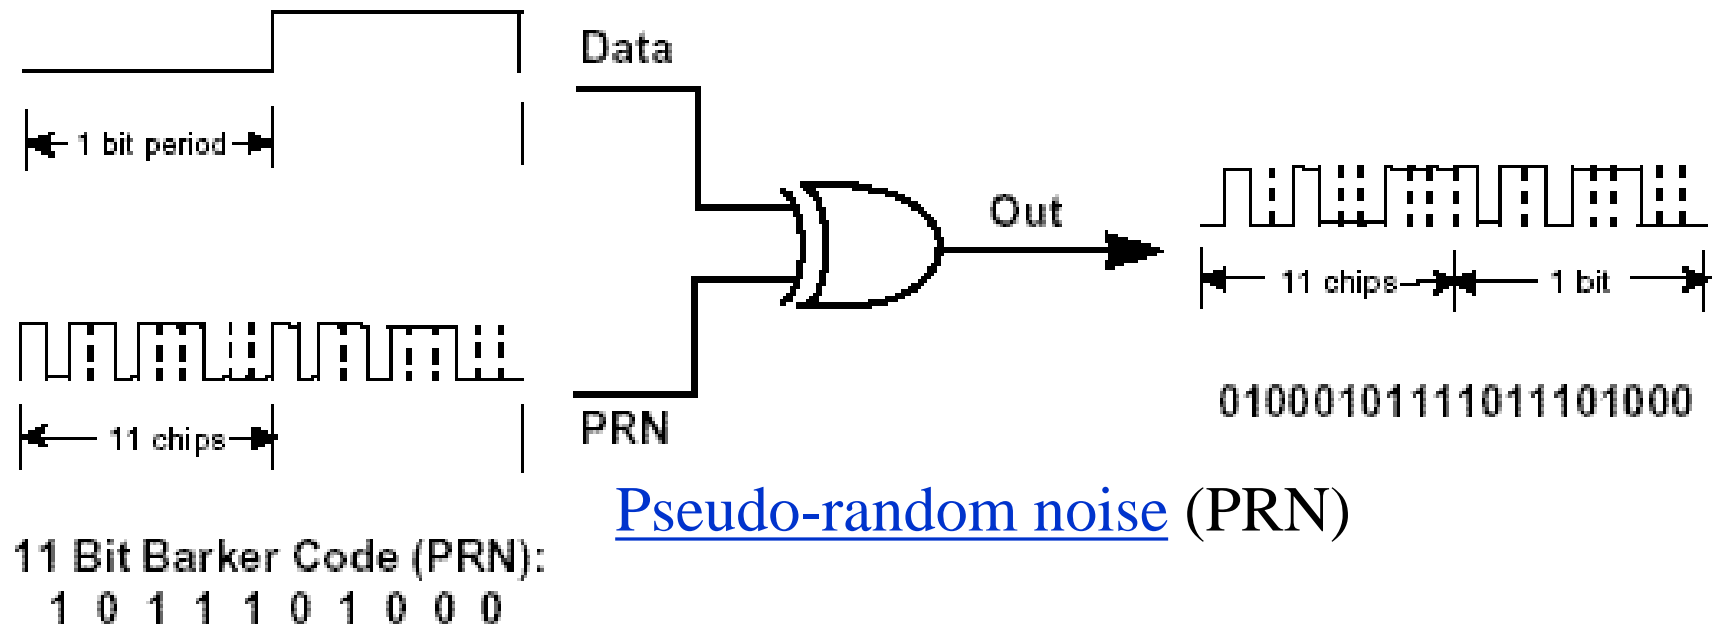 Data
1 bit period
Out
11 chips
1 bit
11 chips
PRN
01000101111011101000
Pseudo-random noise (PRN)
11 Bit Barker Code (PRN):
1 0 1 1 1 0 1 0 0 0